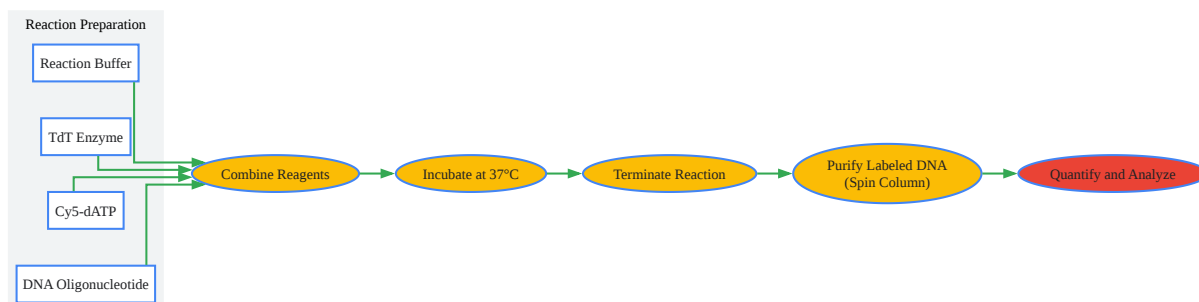 Reaction Preparation
Reaction Buffer
TdT Enzyme
Cy5-dATP
DNA Oligonucleotide
Combine Reagents
Incubate at 37°C
Terminate Reaction
Purify Labeled DNA
(Spin Column)
Quantify and Analyze